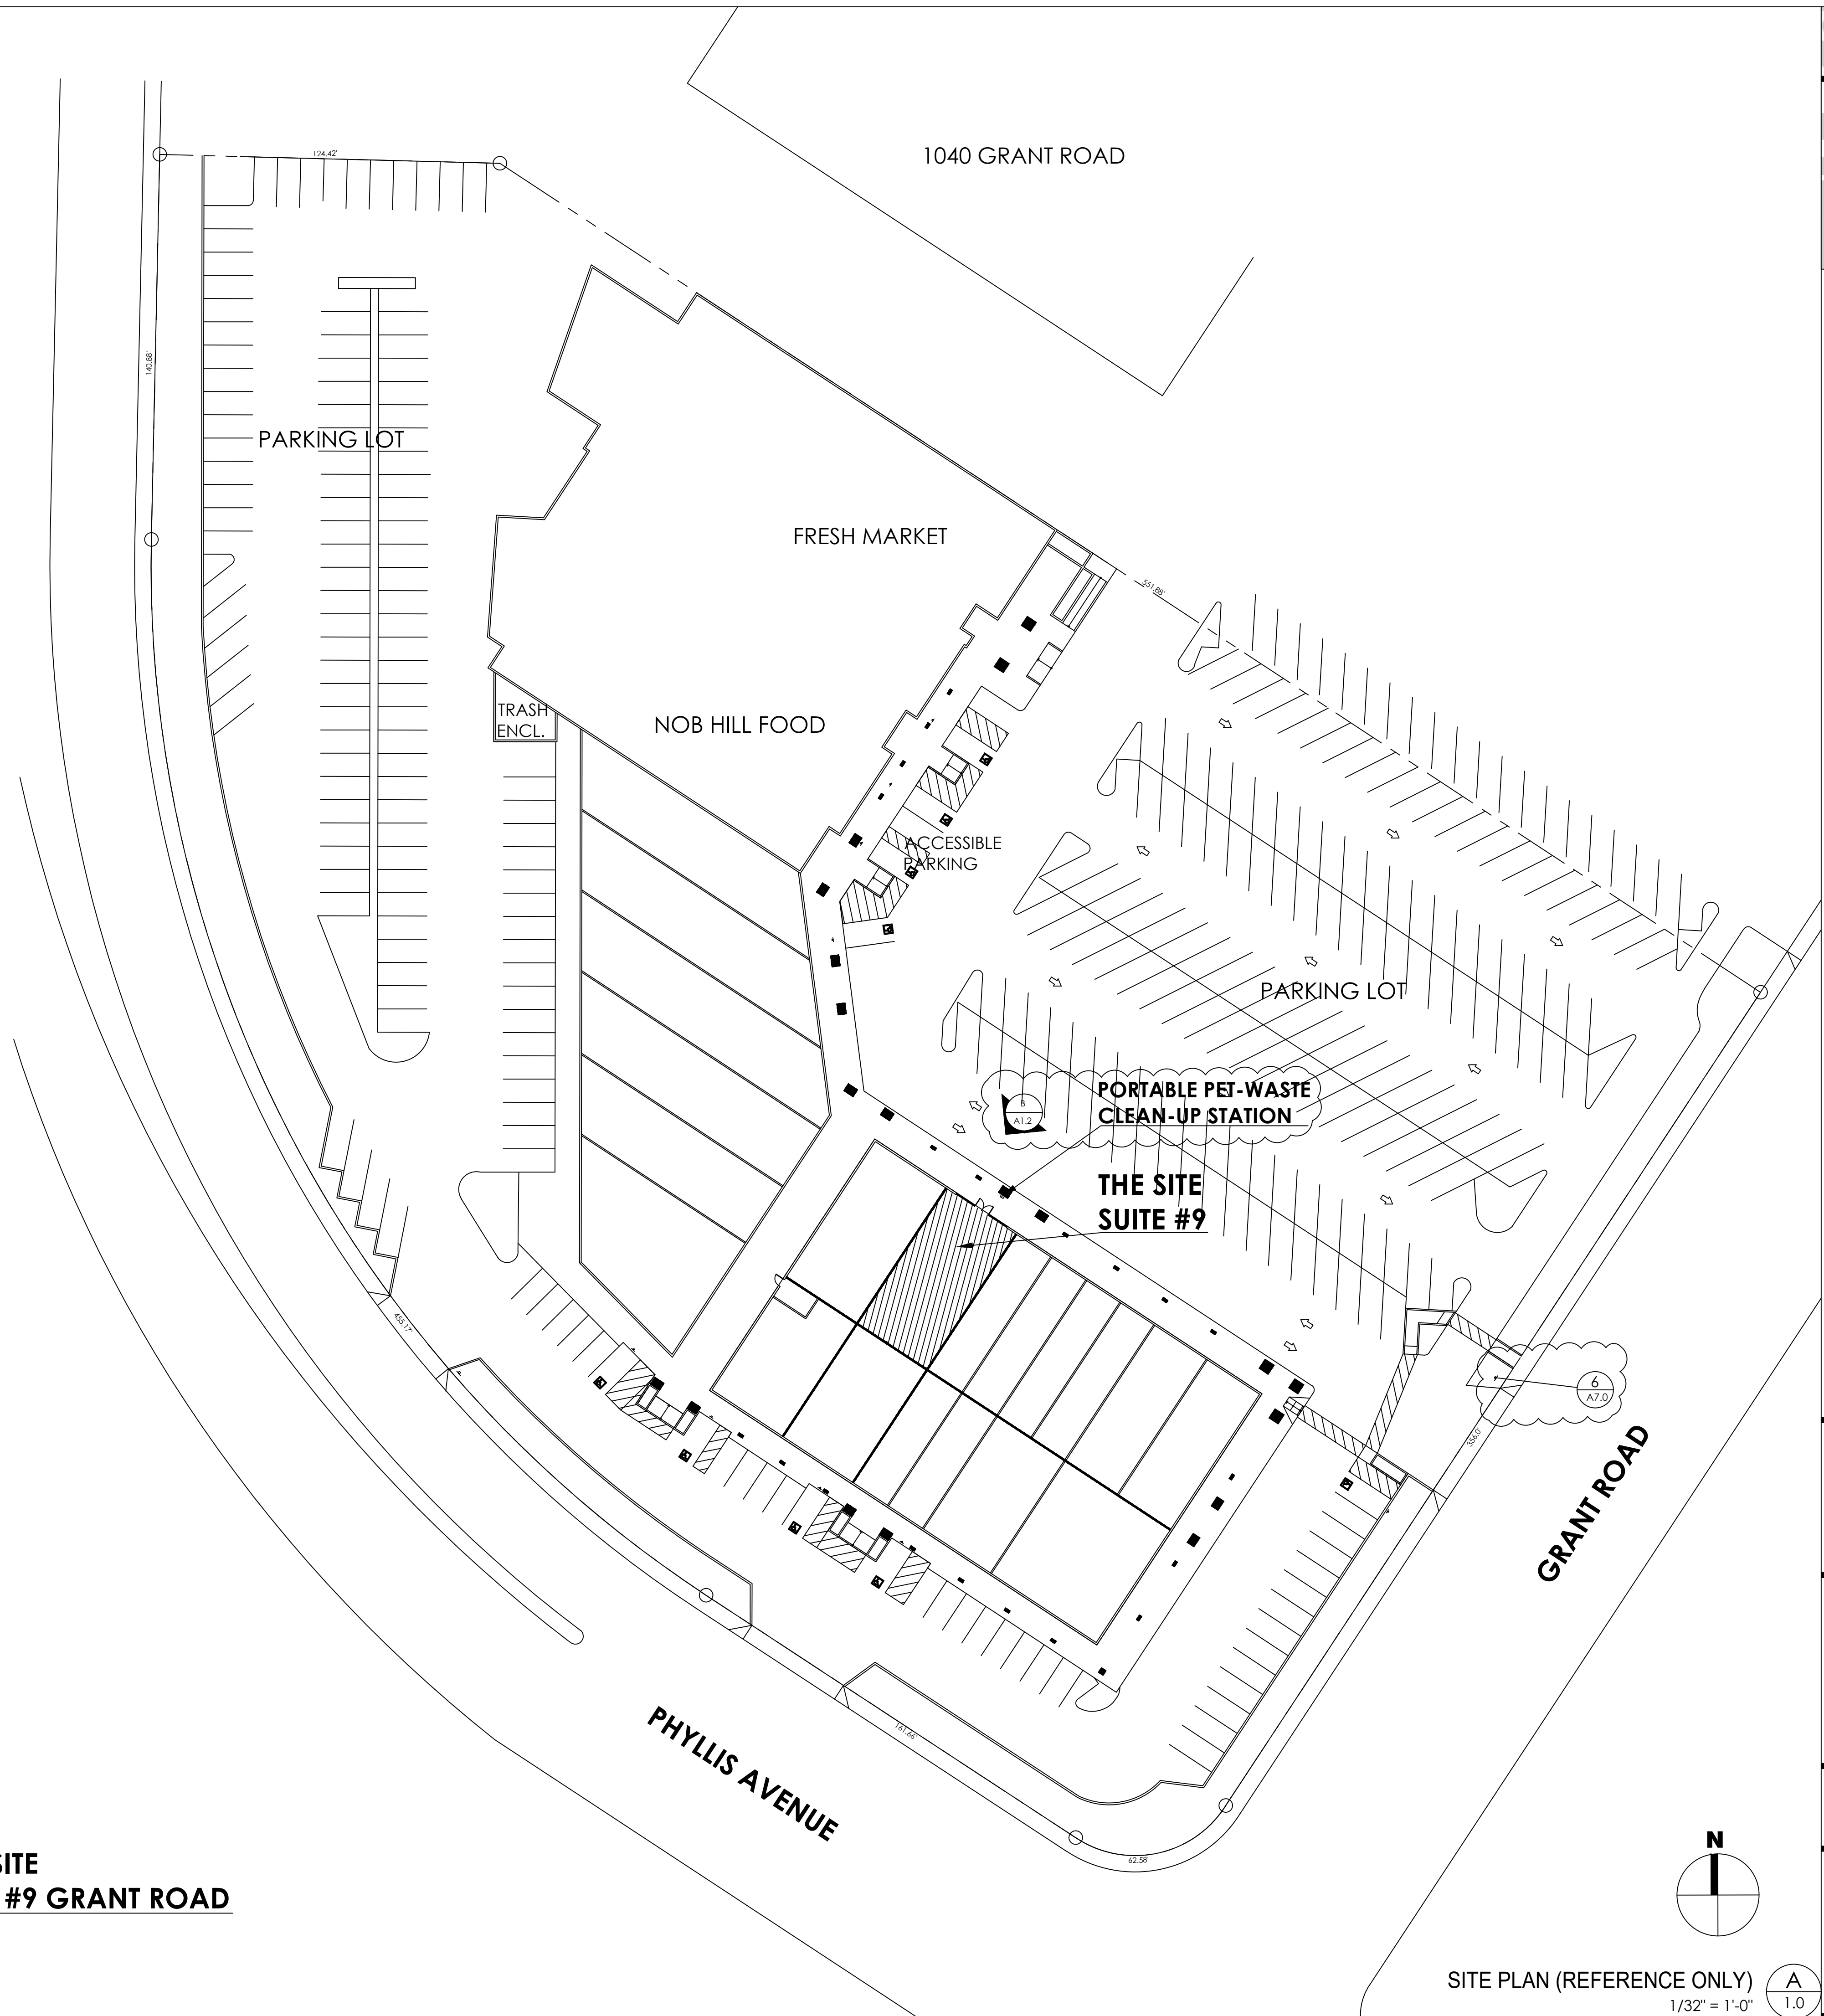 1040 GRANT ROAD
124.42'
140.88'
PARKING LOT
FRESH MARKET
551.88'
TRASH
ENCL.
NOB HILL FOOD
ACCESSIBLE
PARKING
PARKING LOT
B
A1.2
PORTABLE PET-WASTE
CLEAN-UP STATION
THE SITE
SUITE #9
455.17'
6
A7.0
356.0'
GRANT ROAD
161.66'
PHYLLIS AVENUE
62.58'
SITE
#9 GRANT ROAD
N
SITE PLAN (REFERENCE ONLY)
1/32" = 1'-0"
A
1.0